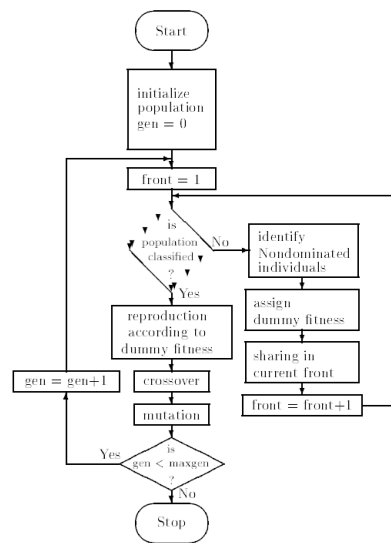 Start
initialize
population
gen = 0
front = 1
is
population
classified
?
No
Yes
identify
Nondominated
individuals
assign
dummy fitness
sharing in
current front
front = front+1
reproduction
according to
dummy fitness
crossover
mutation
gen = gen+1
is
gen < maxgen
?
Yes
No
Stop